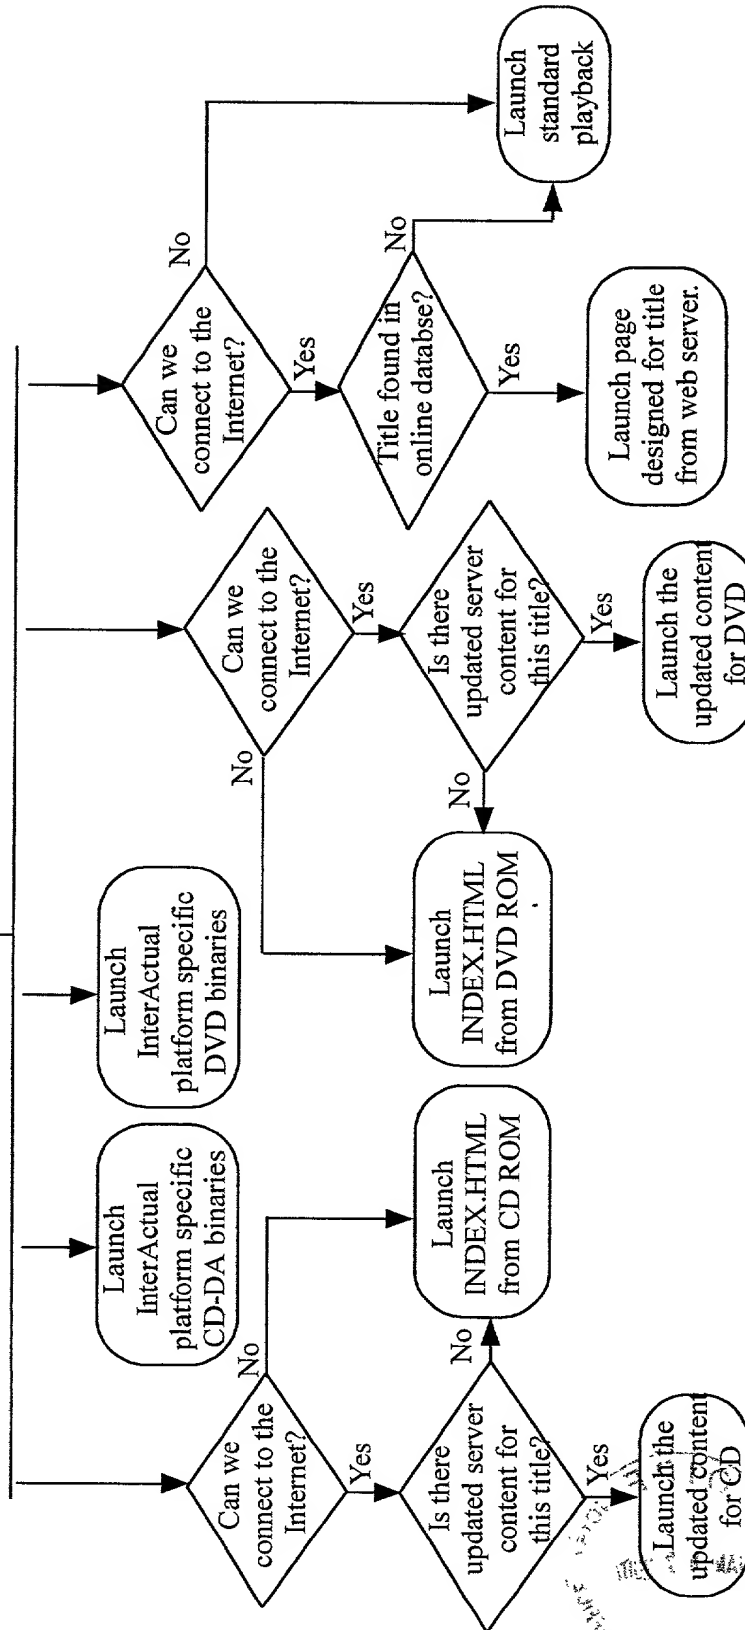 Can we
connect to the
Internet?
No
Yes
Is there
updated server
content for
this title?
No
Yes
Launch the
updated content
for CD
Launch
INDEX.HTML
from CD ROM
Launch
InterActual
platform specific
CD-DA binaries
Launch
InterActual
platform specific
DVD binaries
Can we
connect to the
Internet?
No
Yes
Launch
INDEX.HTML
from DVD ROM
Is there
updated server
content for
this title?
No
Yes
Launch the
updated content
for DVD
Can we
connect to the
Internet?
No
Yes
Title found in
online databse?
No
Yes
Launch page
designed for title
from web server.
Launch
standard
playback